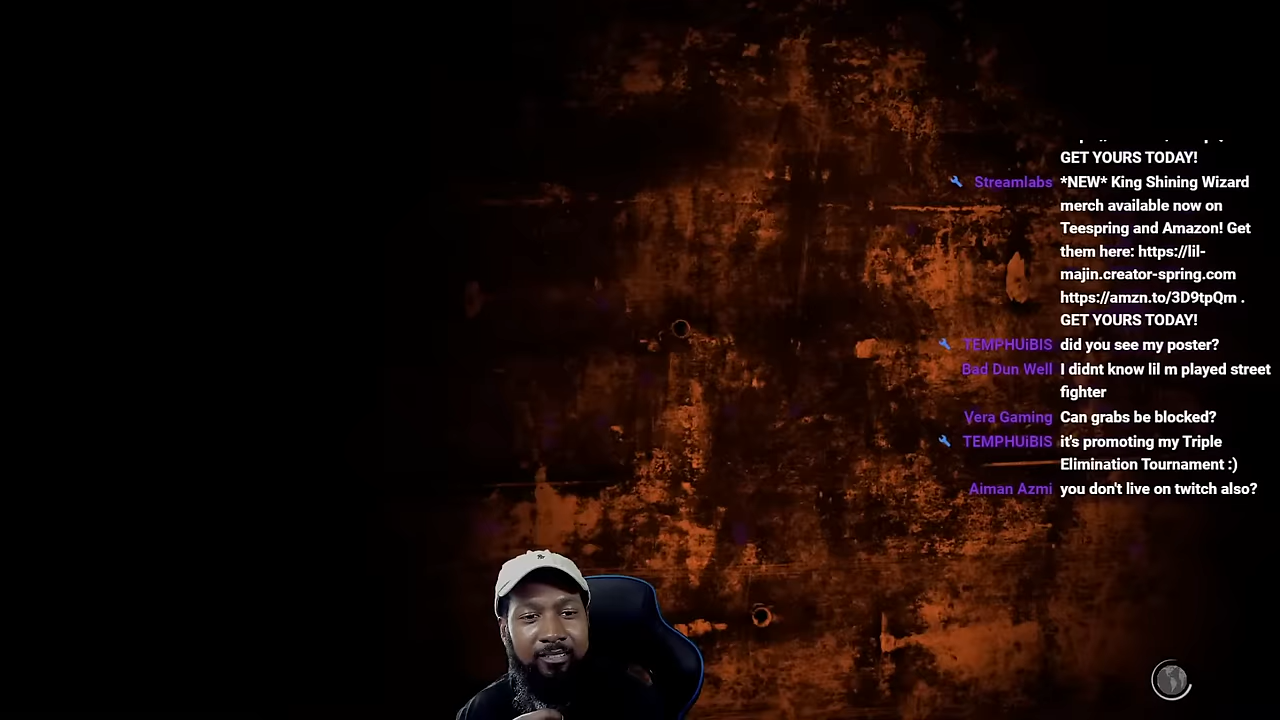 GET YOURS TODAY!
Streamlabs *NEW* King Shining Wizard
merch available now on
Teespring and Amazon! Get
them here: https://lil-
majin.creator-spring.com
https://amzn.to/3D9tpQm .
GET YOURS TODAY!
TEMPHUiBIS did you see my poster?
Bad Dun Well I didnt know lil m played street
fighter
Vera Gaming Can grabs be blocked?
TEMPHUiBIS it's promoting my Triple
Elimination Tournament :)
Aiman Azmi you don't live on twitch also?